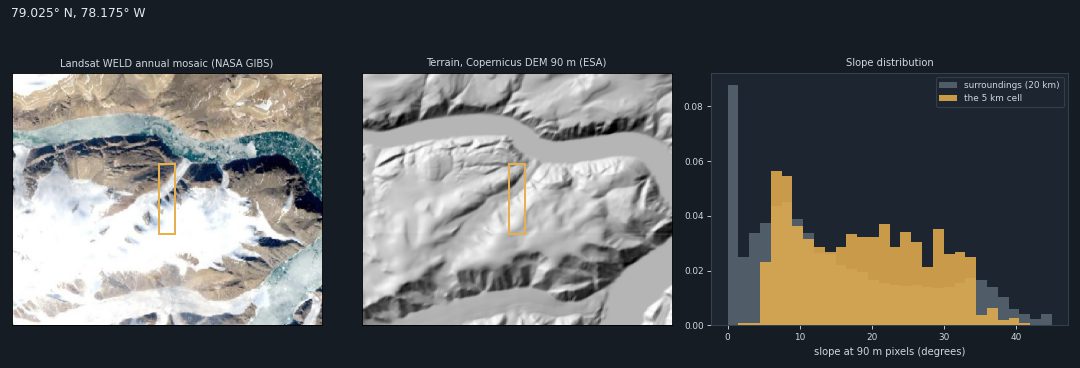 79.025° N, 78.175° W
Landsat WELD annual mosaic (NASA GIBS)
Terrain, Copernicus DEM 90 m (ESA)
Slope distribution
surroundings (20 km)
the 5 km cell
0.08
0.06
0.04
0.02
0.00
0 10 20 30 40
slope at 90 m pixels (degrees)